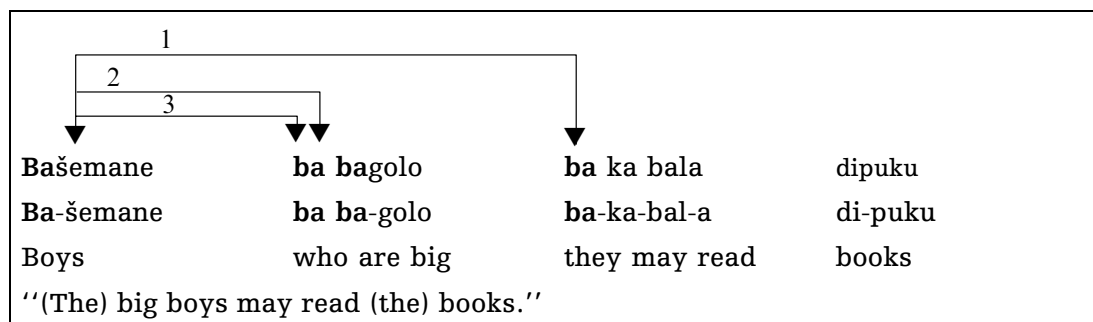 1
2
3
Bašemane ba bagolo ba ka bala dipuku
Ba-šemane ba ba-golo ba-ka-bal-a di-puku
Boys who are big they may read books
''(The) big boys may read (the) books.''